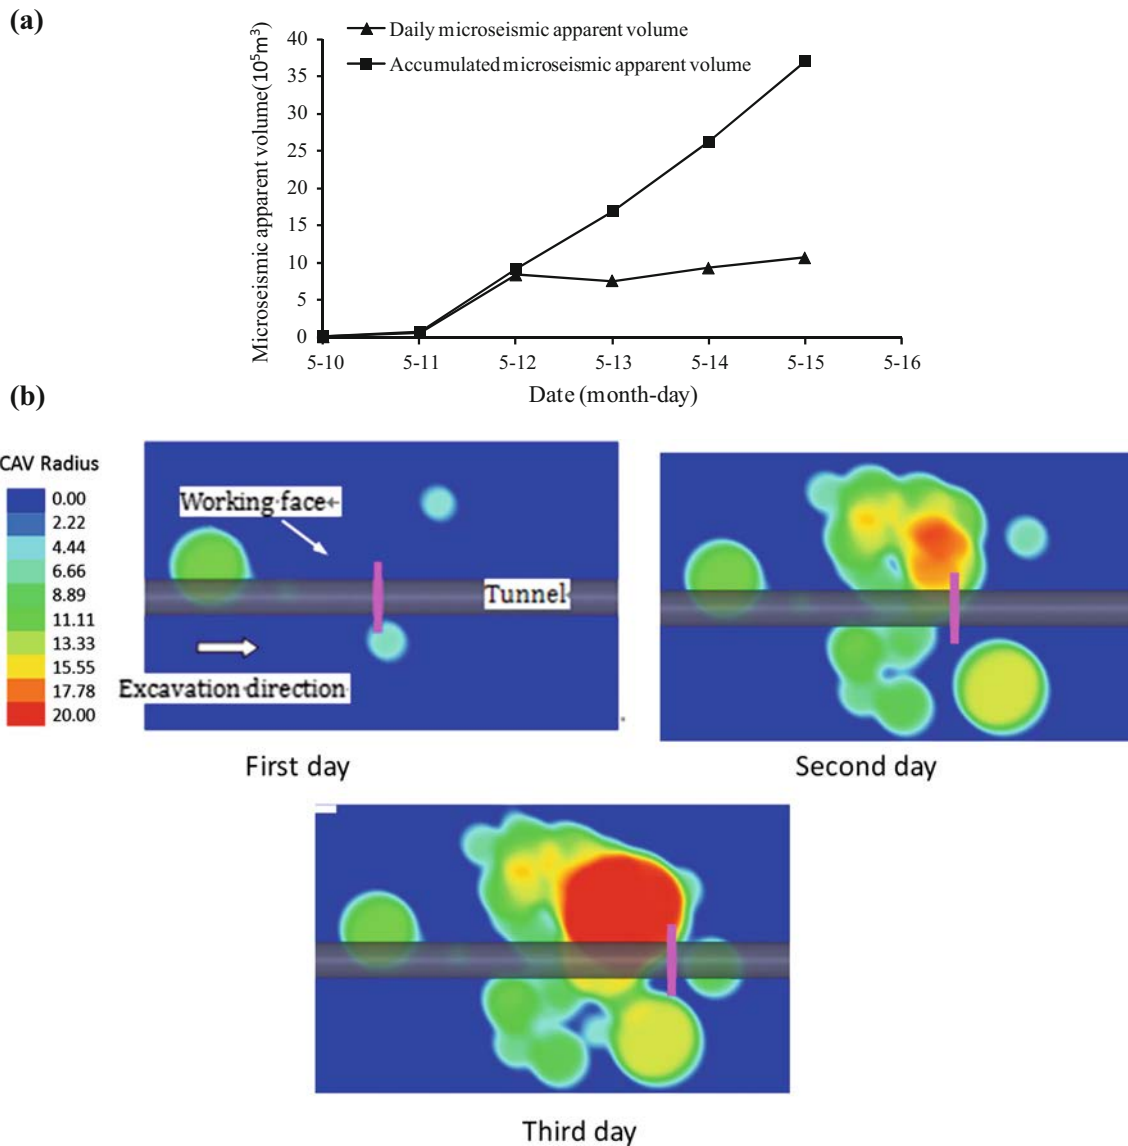 (a)
Daily microseismic apparent volume
Accumulated microseismic apparent volume
Microseismic apparent volume(10⁵m³)
40
35
30
25
20
15
10
5
0
5-10 5-11 5-12 5-13 5-14 5-15 5-16
Date (month-day)
(b)
CAV Radius
0.00
2.22
4.44
6.66
8.89
11.11
13.33
15.55
17.78
20.00
Working face
Tunnel
Excavation direction
First day
Second day
Third day